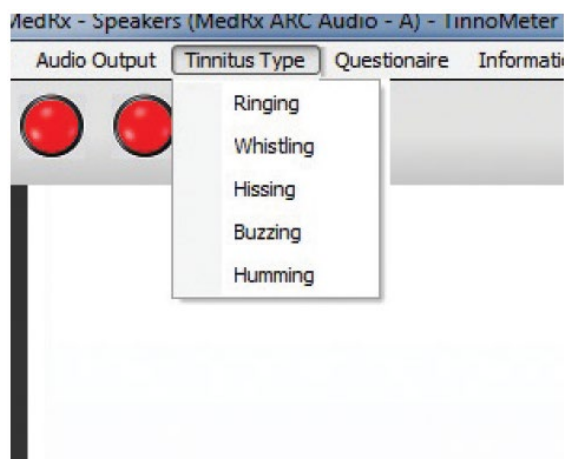 MedRx - Speakers (MedRx ARC Audio - A) - TinnoMeter
Audio Output Tinnitus Type Questionaire
Ringing
Whistling
Hissing
Buzzing
Humming